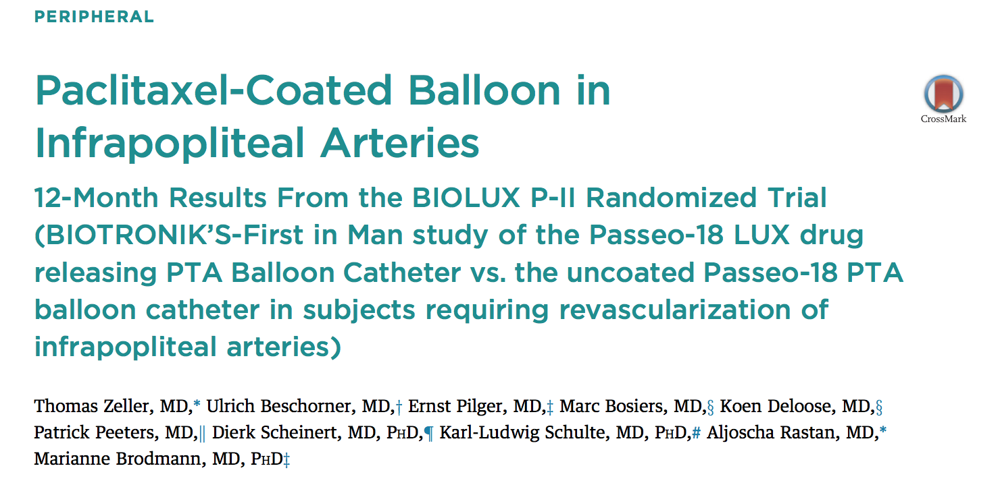 PERIPHERAL
Paclitaxel-Coated Balloon in
Infrapopliteal Arteries
CrossMark
12-Month Results From the BIOLUX P-II Randomized Trial
(BIOTRONIK’S-First in Man study of the Passeo-18 LUX drug
releasing PTA Balloon Catheter vs. the uncoated Passeo-18 PTA
balloon catheter in subjects requiring revascularization of
infrapopliteal arteries)
Thomas Zeller, MD,* Ulrich Beschorner, MD,† Ernst Pilger, MD,‡ Marc Bosiers, MD,§ Koen Deloose, MD,§
Patrick Peeters, MD,‖ Dierk Scheinert, MD, PhD,¶ Karl-Ludwig Schulte, MD, PhD,# Aljoscha Rastan, MD,*
Marianne Brodmann, MD, PhD‡